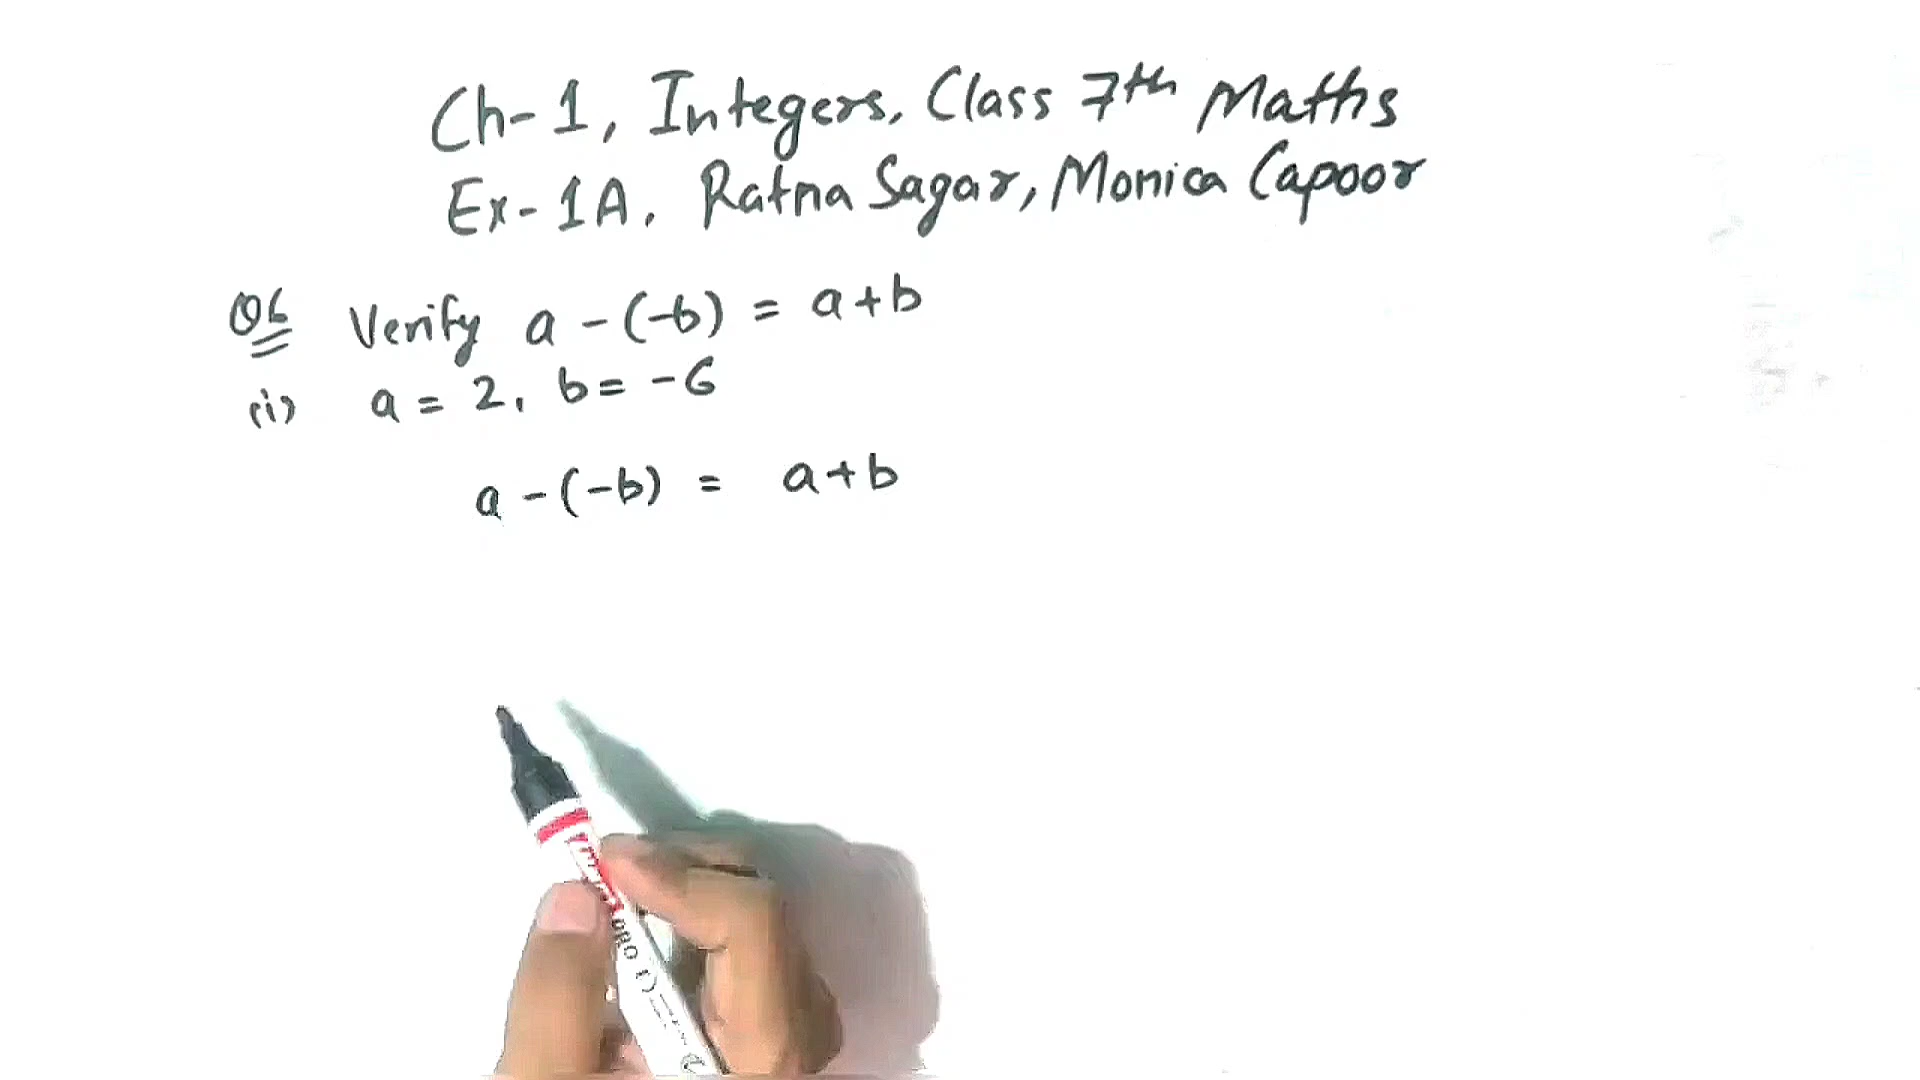 Ch-1, Integers, Class 7th Maths
Ex-1A. Ratna Sagar, Monica Capoor
Q6 Verify a - (-b) = a+b
(i) a = 2, b = -6
a - (-b) = a+b